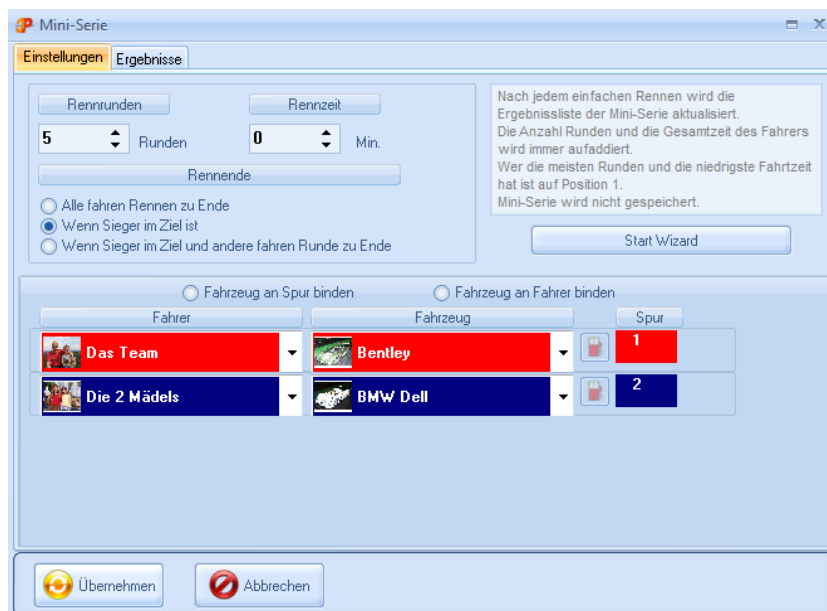 Mini-Serie
Einstellungen Ergebnisse
Rennrunden Rennzeit
5 Runden 0 Min.
Rennende
Alle fahren Rennen zu Ende
Wenn Sieger im Ziel ist
Wenn Sieger im Ziel und andere fahren Runde zu Ende
Nach jedem einfachen Rennen wird die
Ergebnissliste der Mini-Serie aktualisiert.
Die Anzahl Runden und die Gesamtzeit des Fahrers
wird immer aufaddiert.
Wer die meisten Runden und die niedrigste Fahrtzeit
hat ist auf Position 1.
Mini-Serie wird nicht gespeichert.
Start Wizard
Fahrzeug an Spur binden Fahrzeug an Fahrer binden
Fahrer Fahrzeug Spur
Das Team Bentley 1
Die 2 Mädels BMW Dell 2
Übernehmen Abbrechen